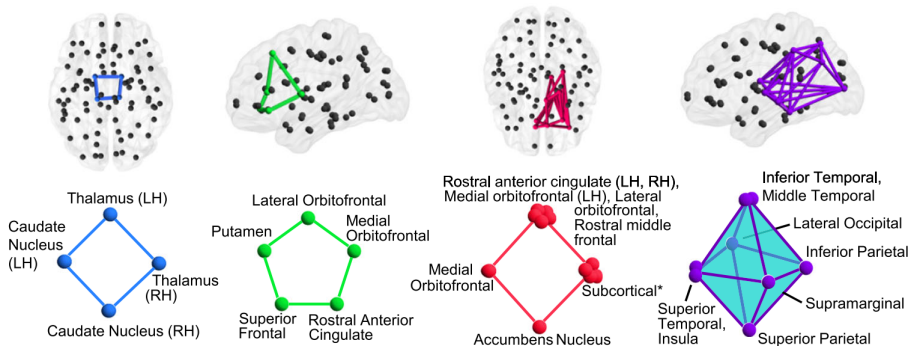 Thalamus (LH)
Caudate
Nucleus
(LH)
Thalamus
(RH)
Caudate Nucleus (RH)
Lateral Orbitofrontal
Putamen
Medial
Orbitofrontal
Superior
Frontal
Rostral Anterior
Cingulate
Rostral anterior cingulate (LH, RH),
Medial orbitofrontal (LH), Lateral
orbitofrontal,
Rostral middle
frontal
Medial
Orbitofrontal
Subcortical*
Accumbens Nucleus
Inferior Temporal,
Middle Temporal
Lateral Occipital
Inferior Parietal
Superior
Temporal,
Insula
Supramarginal
Superior Parietal